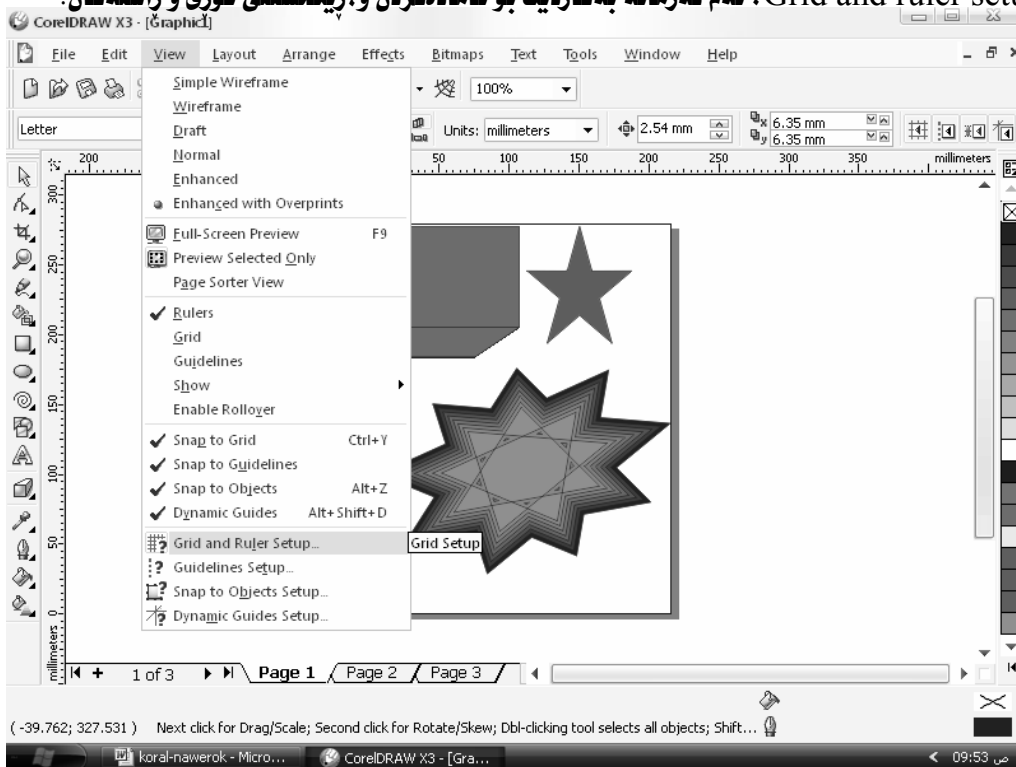 Grid and ruler setu
CorelDRAW X3 - [Graphic1]
File Edit View Layout Arrange Effects Bitmaps Text Tools Window Help
100%
Letter
Units: millimeters 2.54 mm x 6.35 mm
y 6.35 mm
200 50 100 150 200 250 300 350 millimeters
Simple Wireframe
Wireframe
Draft
Normal
Enhanced
Enhanced with Overprints
Full-Screen Preview F9
Preview Selected Only
Page Sorter View
Rulers
Grid
Guidelines
Show
Enable Rollover
Snap to Grid Ctrl+Y
Snap to Guidelines
Snap to Objects Alt+Z
Dynamic Guides Alt+Shift+D
Grid and Ruler Setup...
Grid Setup
Guidelines Setup...
Snap to Objects Setup...
Dynamic Guides Setup...
300
250
200
150
100
50
0
millimeters
1 of 3 Page 1 Page 2 Page 3
( -39.762; 327.531 ) Next click for Drag/Scale; Second click for Rotate/Skew; Dbl-clicking tool selects all objects; Shift...
koral-nawerok - Micro... CorelDRAW X3 - [Gra... 09:53 ص